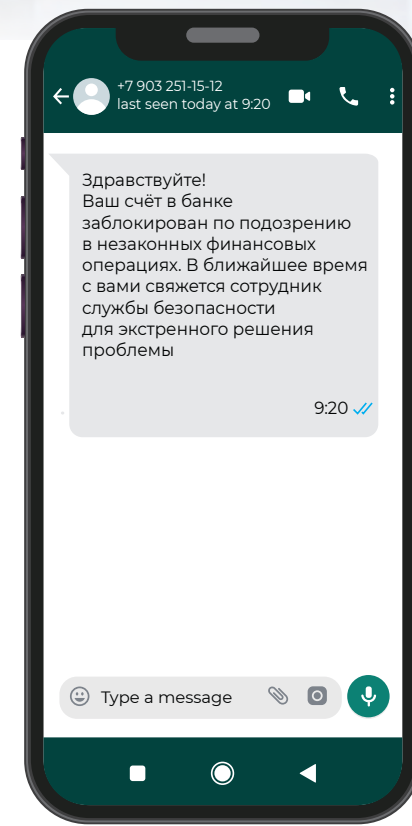 +7 903 251-15-12
last seen today at 9:20
Здравствуйте!
Ваш счёт в банке
заблокирован по подозрению
в незаконных финансовых
операциях. В ближайшее время
с вами свяжется сотрудник
службы безопасности
для экстренного решения
проблемы
9:20
Type a message